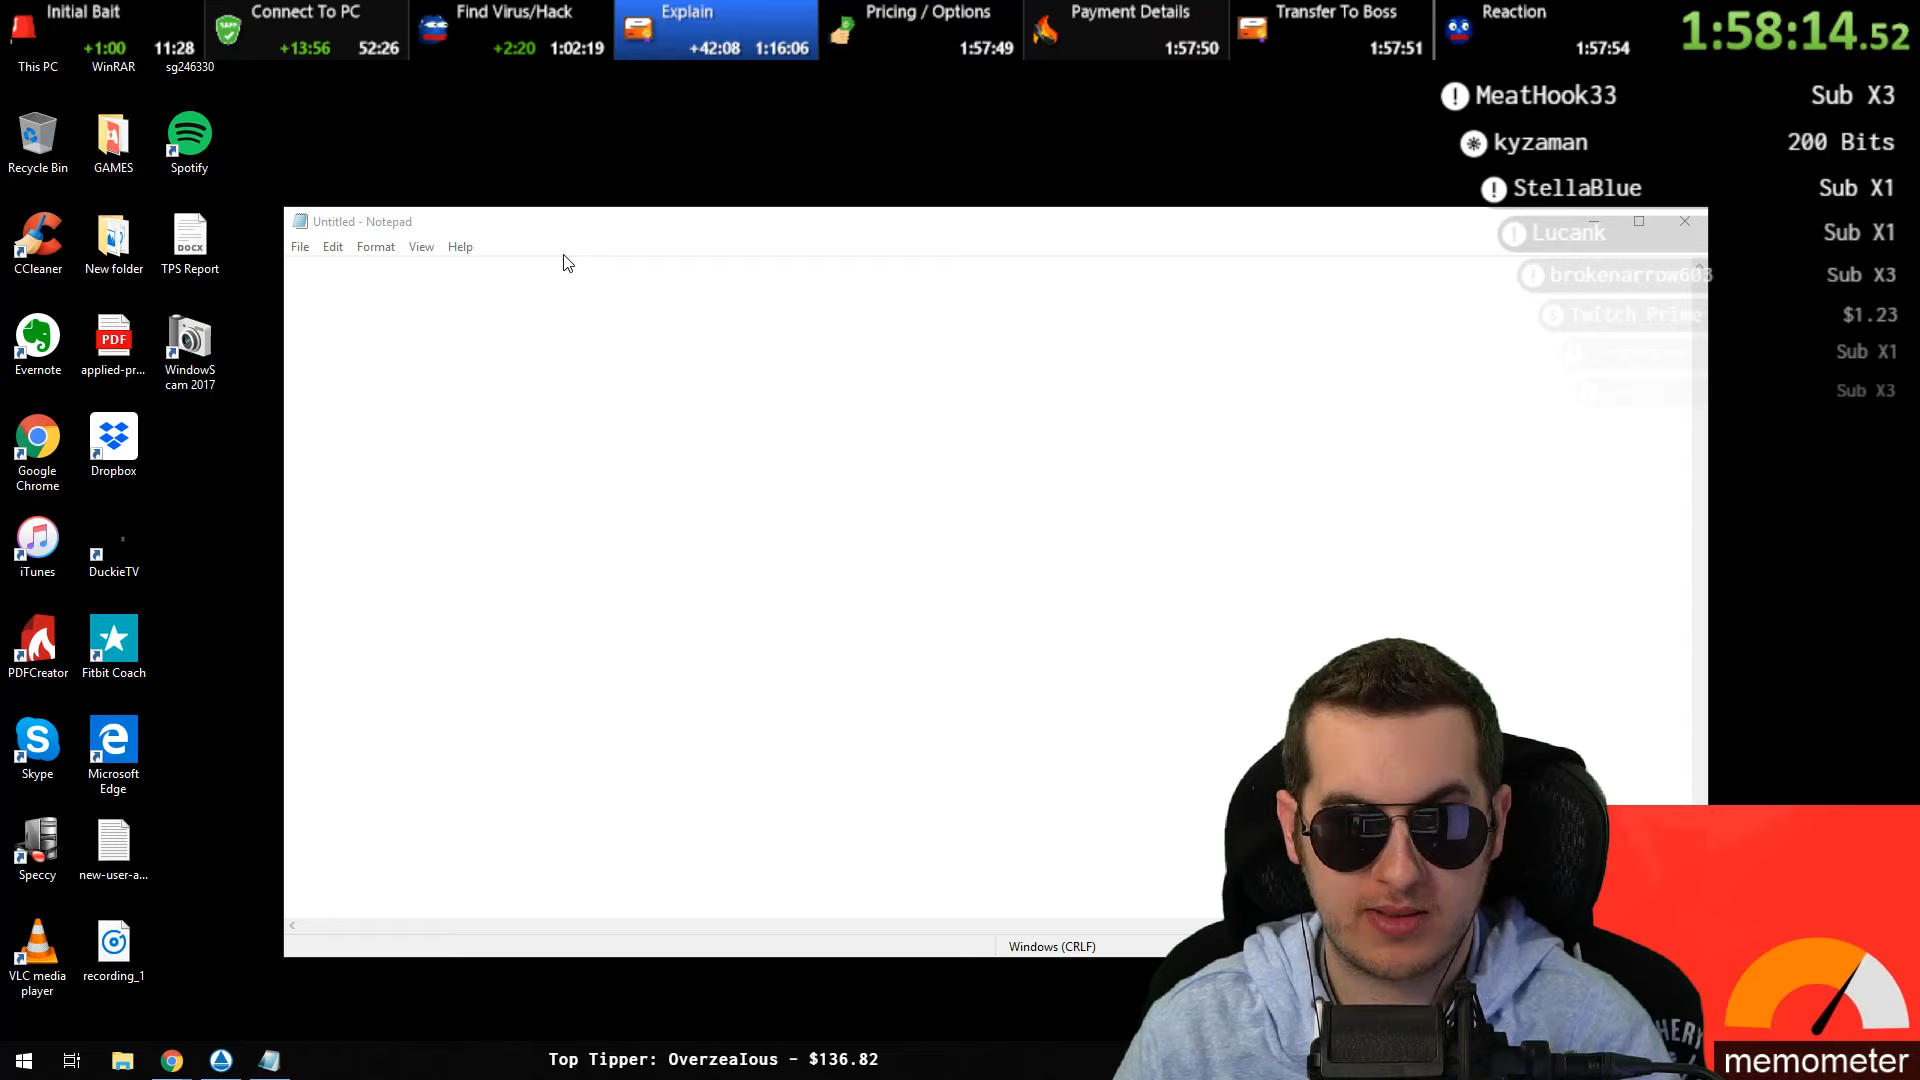 Initial Bait
+1:00 11:28
Connect To PC
+13:56 52:26
Find Virus/Hack
+2:20 1:02:19
Explain
+42:08 1:16:06
Pricing / Options
1:57:49
Payment Details
1:57:50
Transfer To Boss
1:57:51
Reaction
1:57:54
1:58:14.52
This PC
WinRAR
sg246330
MeatHook33 Sub X3
kyzaman 200 Bits
StellaBlue Sub X1
Lucank Sub X1
brokenarrow603 Sub X3
Twitch Prime $1.23
Sub X1
Sub X3
Recycle Bin
GAMES
Spotify
Untitled - Notepad
File Edit Format View Help
CCleaner
New folder
DOCX
TPS Report
Evernote
PDF
applied-pr...
WindowS
cam 2017
Google
Chrome
Dropbox
iTunes
DuckieTV
PDFCreator
Fitbit Coach
Skype
Microsoft
Edge
Speccy
new-user-a...
VLC media
player
recording_1
Windows (CRLF)
Top Tipper: Overzealous - $136.82
memometer